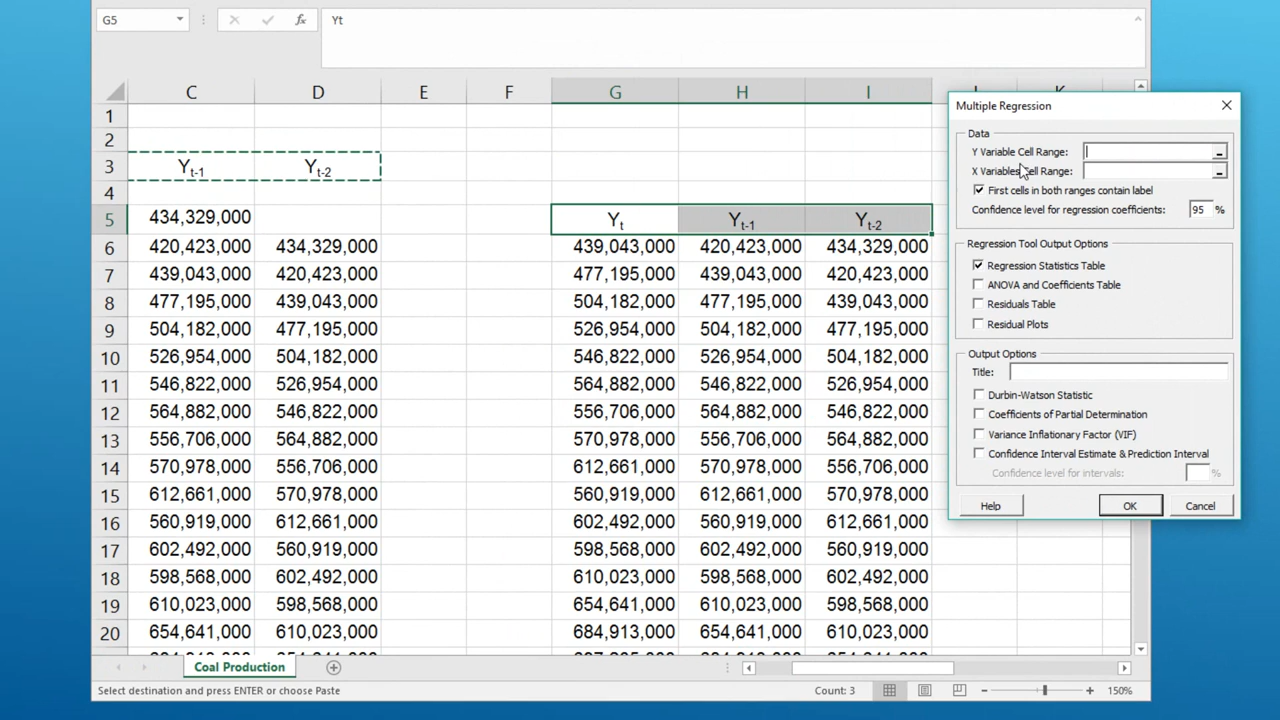 G5 fx Yt
C D E F G H I
1
2
3 Yt-1 Yt-2
4
5 434,329,000 Yt Yt-1 Yt-2
6 420,423,000 434,329,000 439,043,000 420,423,000 434,329,000
7 439,043,000 420,423,000 477,195,000 439,043,000 420,423,000
8 477,195,000 439,043,000 504,182,000 477,195,000 439,043,000
9 504,182,000 477,195,000 526,954,000 504,182,000 477,195,000
10 526,954,000 504,182,000 546,822,000 526,954,000 504,182,000
11 546,822,000 526,954,000 564,882,000 546,822,000 526,954,000
12 564,882,000 546,822,000 556,706,000 564,882,000 546,822,000
13 556,706,000 564,882,000 570,978,000 556,706,000 564,882,000
14 570,978,000 556,706,000 612,661,000 570,978,000 556,706,000
15 612,661,000 570,978,000 560,919,000 612,661,000 570,978,000
16 560,919,000 612,661,000 602,492,000 560,919,000 612,661,000
17 602,492,000 560,919,000 598,568,000 602,492,000 560,919,000
18 598,568,000 602,492,000 610,023,000 598,568,000 602,492,000
19 610,023,000 598,568,000 654,641,000 610,023,000 598,568,000
20 654,641,000 610,023,000 684,913,000 654,641,000 610,023,000
Coal Production
Select destination and press ENTER or choose Paste Count: 3 150%
Multiple Regression
Data
Y Variable Cell Range:
X Variables Cell Range:
First cells in both ranges contain label
Confidence level for regression coefficients: 95 %
Regression Tool Output Options
Regression Statistics Table
ANOVA and Coefficients Table
Residuals Table
Residual Plots
Output Options
Title:
Durbin-Watson Statistic
Coefficients of Partial Determination
Variance Inflationary Factor (VIF)
Confidence Interval Estimate & Prediction Interval
Confidence level for intervals: %
Help OK Cancel